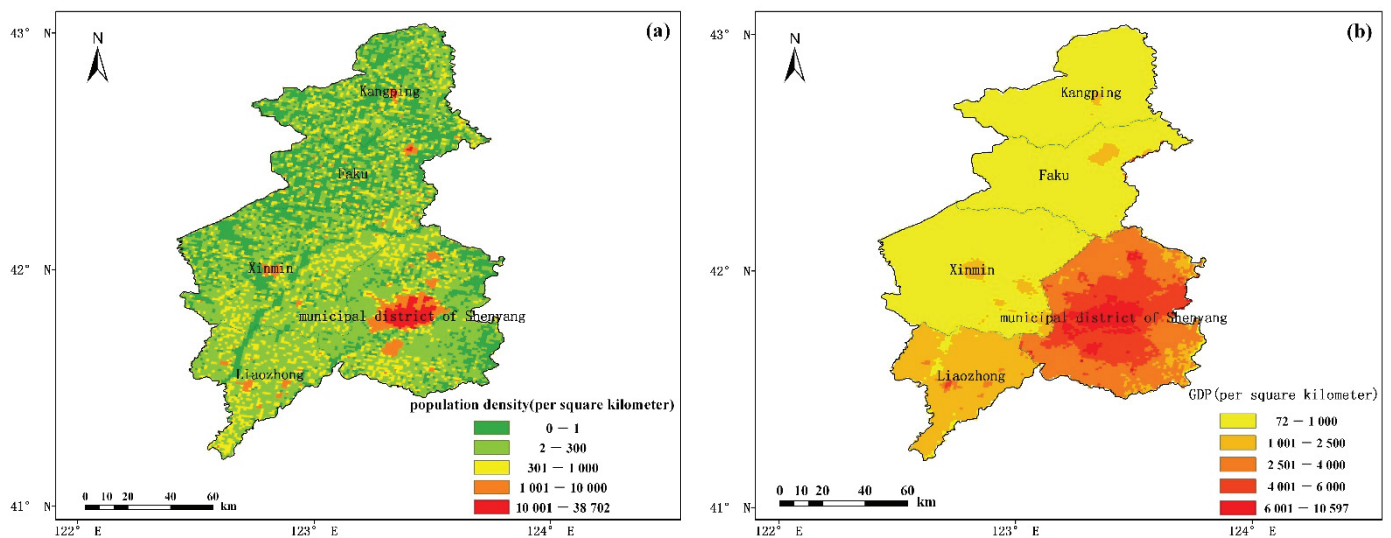 (a)
43° N
N
Kangping
Faku
42° N
Xinmin
municipal district of Shenyang
Liaozhong
population density(per square kilometer)
0 — 1
2 — 300
301 — 1 000
1 001 — 10 000
10 001 — 38 702
0 10 20 40 60
km
41° N
122° E 123° E 124° E
(b)
43° N
N
Kangping
Faku
42° N
Xinmin
municipal district of Shenyang
Liaozhong
GDP(per square kilometer)
72 — 1 000
1 001 — 2 500
2 501 — 4 000
4 001 — 6 000
6 001 — 10 597
0 10 20 40 60
km
41° N
122° E 123° E 124° E